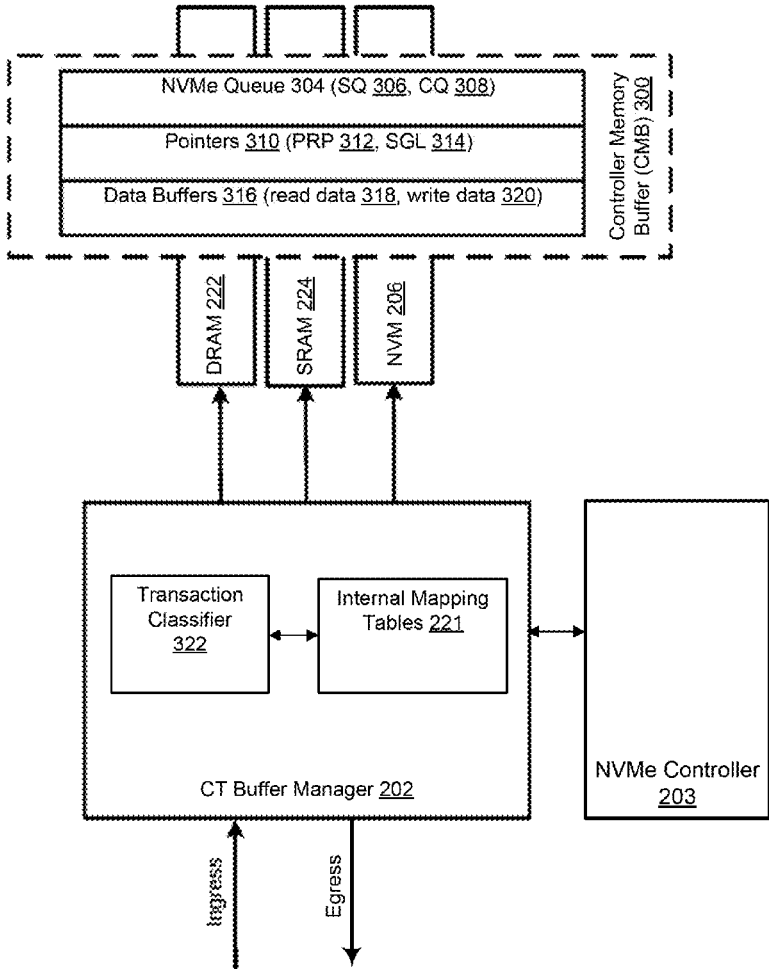 NVMe Queue 304 (SQ 306, CQ 308)
Pointers 310 (PRP 312, SGL 314)
Data Buffers 316 (read data 318, write data 320)
Controller Memory
Buffer (CMB) 300
DRAM 222
SRAM 224
NVM 206
Transaction
Classifier
322
Internal Mapping
Tables 221
CT Buffer Manager 202
NVMe Controller
203
Ingress
Egress